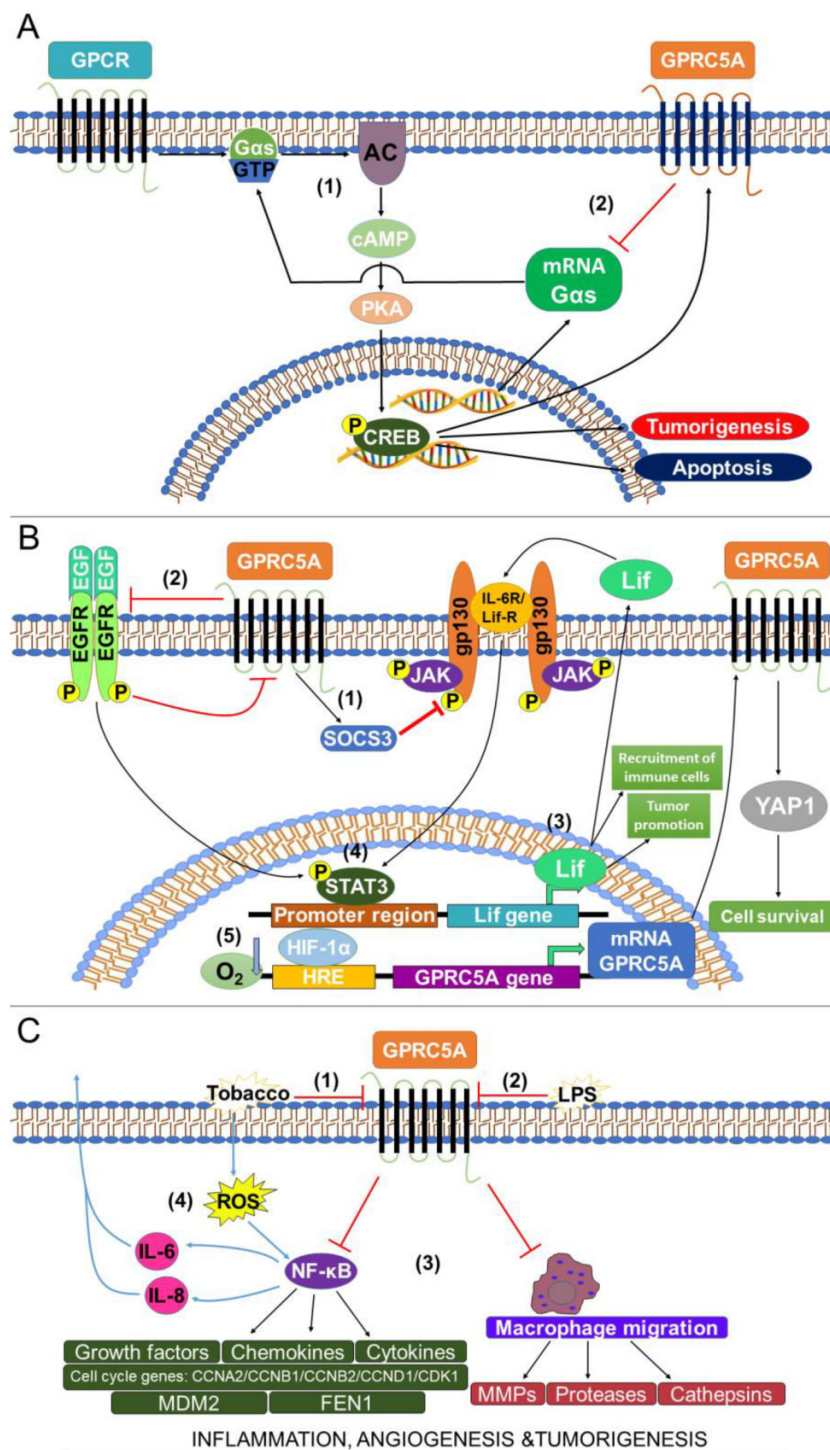 A
GPCR
GPRC5A
Gαs
GTP
AC
(1)
(2)
cAMP
mRNA
Gαs
PKA
P
CREB
Tumorigenesis
Apoptosis
B
EGF
EGF
(2)
GPRC5A
GPRC5A
EGFR
EGFR
gp130
IL-6R/
Lif-R
gp130
Lif
P
P
P
JAK
JAK
P
(1)
P
P
SOCS3
Recruitment of
immune cells
Tumor
promotion
YAP1
(3)
(4)
P
STAT3
Lif
Promoter region
Lif gene
Cell survival
(5)
HIF-1α
mRNA
GPRC5A
O2
HRE
GPRC5A gene
C
GPRC5A
Tobacco
(1)
(2)
LPS
(4)
ROS
IL-6
NF-κB
(3)
IL-8
Macrophage migration
Growth factors
Chemokines
Cytokines
Cell cycle genes: CCNA2/CCNB1/CCNB2/CCND1/CDK1
MDM2
FEN1
MMPs
Proteases
Cathepsins
INFLAMMATION, ANGIOGENESIS &TUMORIGENESIS